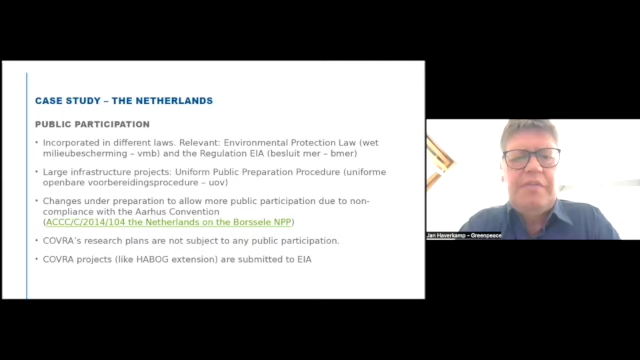 CASE STUDY – THE NETHERLANDS
PUBLIC PARTICIPATION
• Incorporated in different laws. Relevant: Environmental Protection Law (wet
milieubescherming – vmb) and the Regulation EIA (besluit mer – bmer)
• Large infrastructure projects: Uniform Public Preparation Procedure (uniforme
openbare voorbereidingsprocedure – uov)
• Changes under preparation to allow more public participation due to non-
compliance with the Aarhus Convention
(ACCC/C/2014/104 the Netherlands on the Borssele NPP)
• COVRA's research plans are not subject to any public participation.
• COVRA projects (like HABOG extension) are submitted to EIA
Jan Haverkamp – Greenpeace